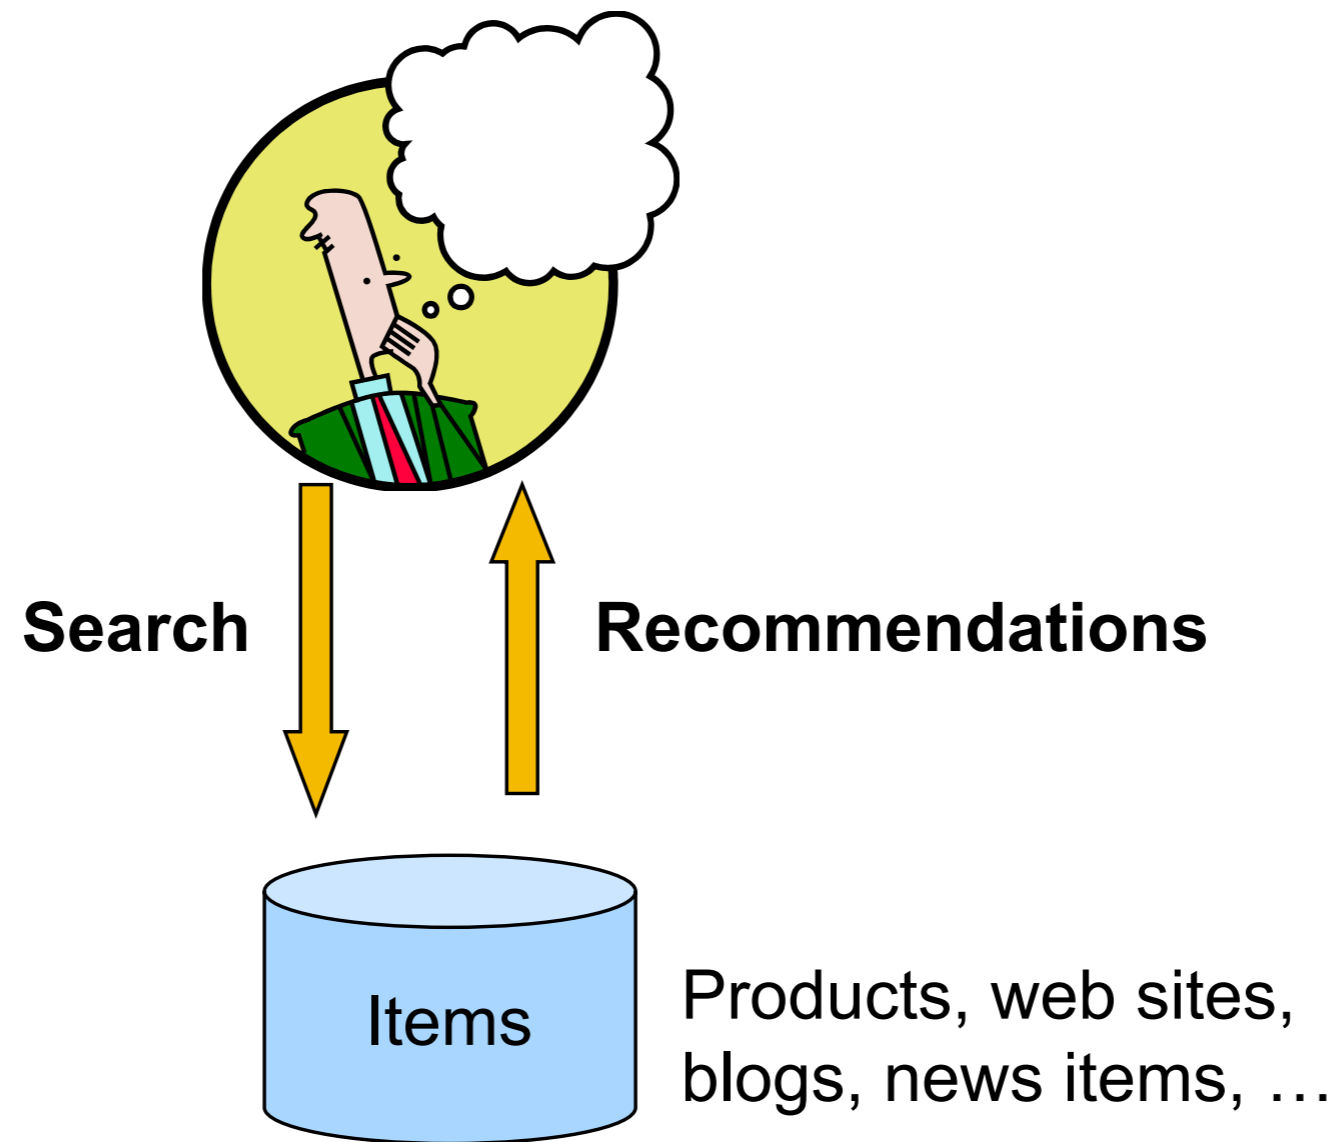 Search
Recommendations
Items
Products, web sites,
blogs, news items, …